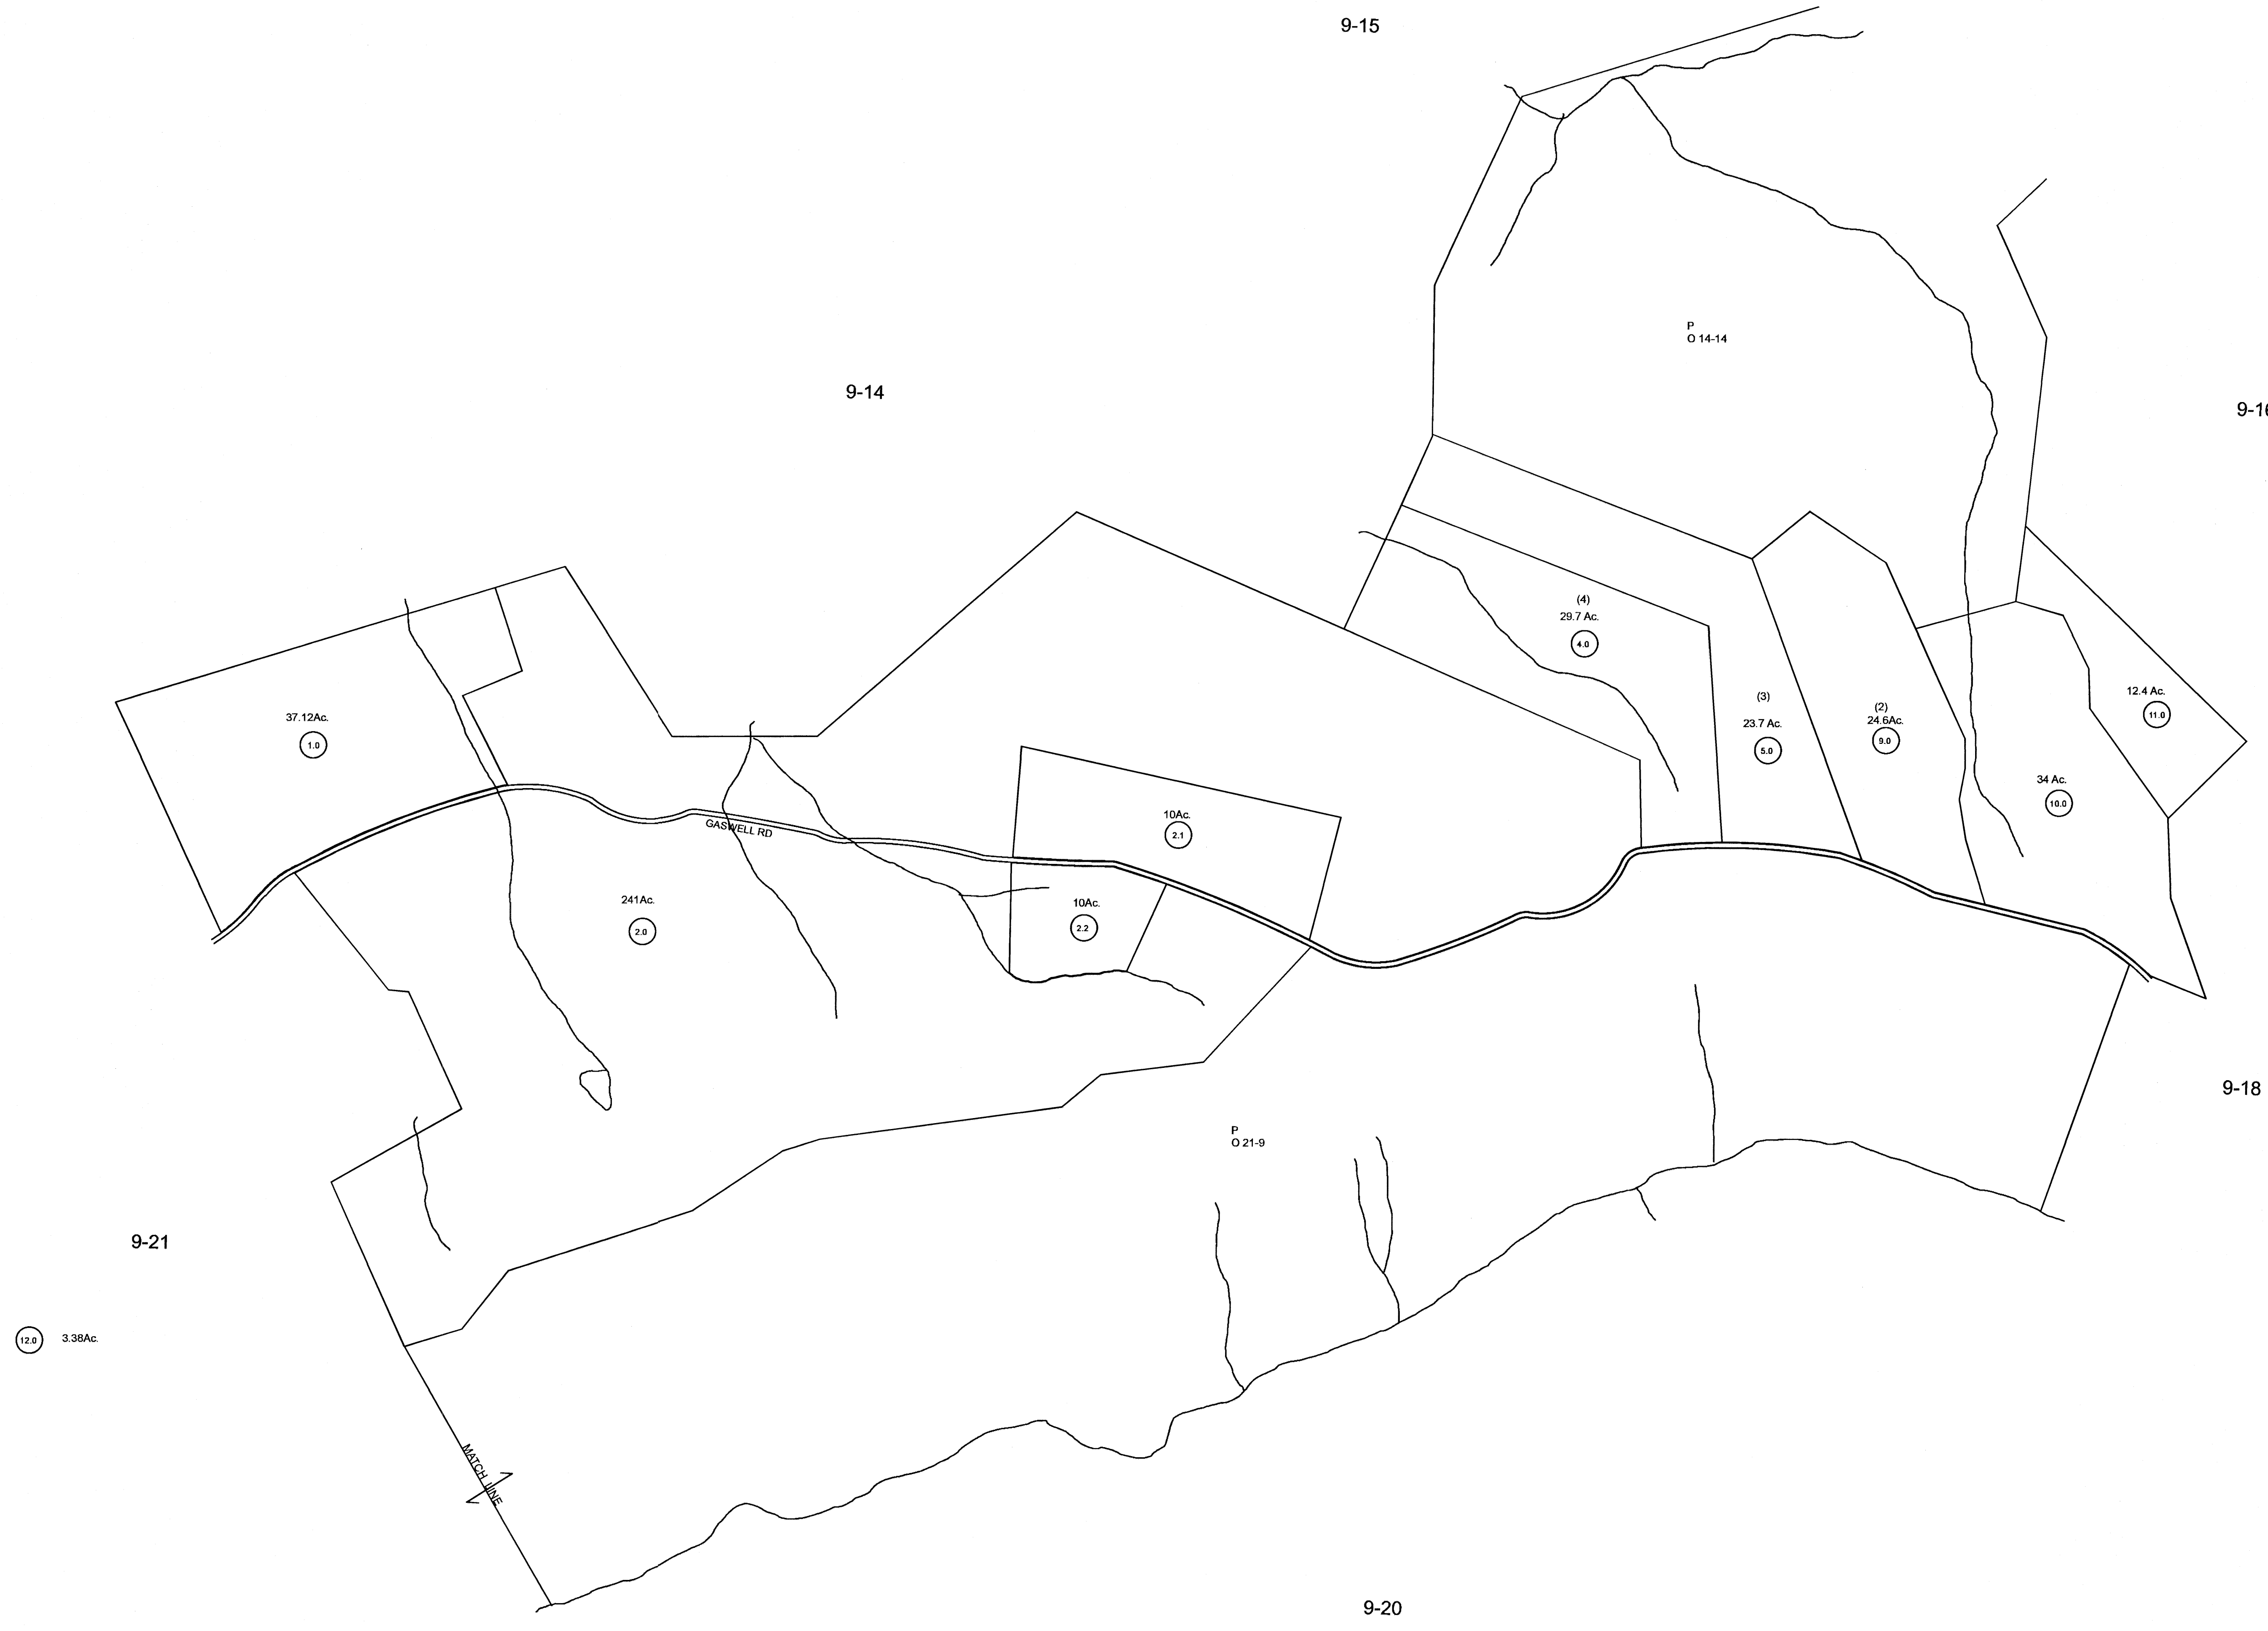 9-15
P
O 14-14
9-14
9-16
(4)
29.7 Ac.
4.0
(3)
23.7 Ac.
5.0
(2)
24.6Ac.
9.0
12.4 Ac.
11.0
34 Ac.
10.0
37.12Ac.
1.0
GASWELL RD
10Ac.
2.1
241Ac.
2.0
10Ac.
2.2
9-18
P
O 21-9
9-21
12.0 3.38Ac.
MATCH LINE
9-20